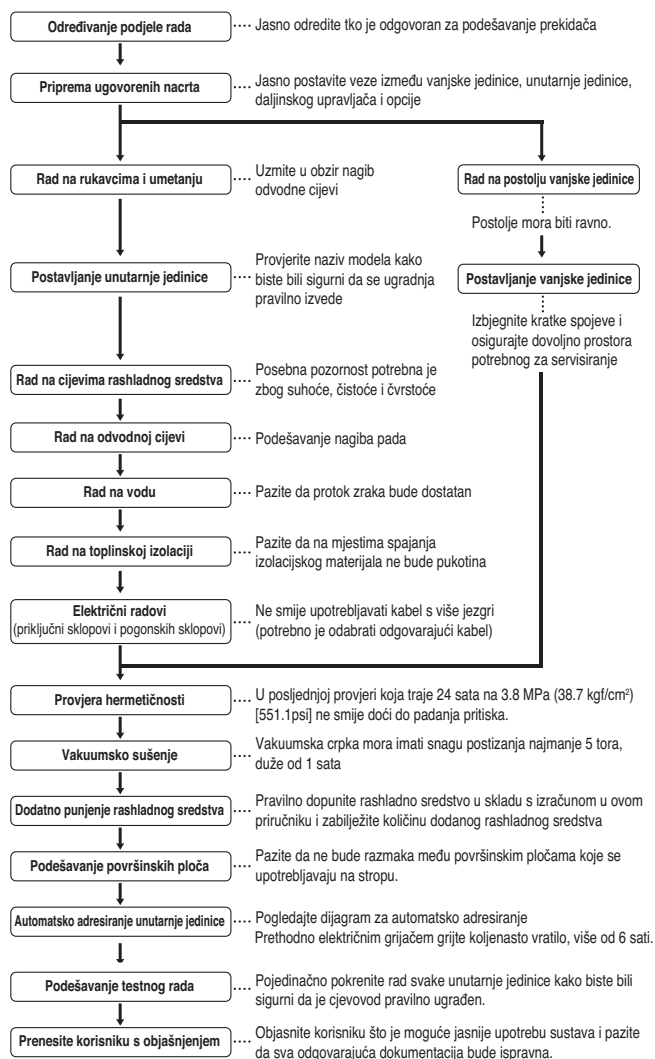 Određivanje podjele rada
Jasno odredite tko je odgovoran za podešavanje prekidača
Priprema ugovorenih nacrta
Jasno postavite veze između vanjske jedinice, unutarnje jedinice,
daljinskog upravljača i opcije
Rad na rukavcima i umetanju
Uzmite u obzir nagib
odvodne cijevi
Rad na postolju vanjske jedinice
Postolje mora biti ravno.
Postavljanje unutarnje jedinice
Provjerite naziv modela kako
biste bili sigurni da se ugradnja
pravilno izvede
Postavljanje vanjske jedinice
Izbjegnite kratke spojeve i
osigurajte dovoljno prostora
potrebnog za servisiranje
Rad na cijevima rashladnog sredstva
Posebna pozornost potrebna je
zbog suhoće, čistoće i čvrstoće
Rad na odvodnoj cijevi
Podešavanje nagiba pada
Rad na vodu
Pazite da protok zraka bude dostatan
Rad na toplinskoj izolaciji
Pazite da na mjestima spajanja
izolacijskog materijala ne bude pukotina
Električni radovi
(priključni sklopovi i pogonskih sklopovi)
Ne smije upotrebljavati kabel s više jezgri
(potrebno je odabrati odgovarajući kabel)
Provjera hermetičnosti
U posljednjoj provjeri koja traje 24 sata na 3.8 MPa (38.7 kgf/cm²)
[551.1psi] ne smije doći do padanja pritiska.
Vakuumsko sušenje
Vakuumska crpka mora imati snagu postizanja najmanje 5 tora,
duže od 1 sata
Dodatno punjenje rashladnog sredstva
Pravilno dopunite rashladno sredstvo u skladu s izračunom u ovom
priručniku i zabilježite količinu dodanog rashladnog sredstva
Podešavanje površinskih ploča
Pazite da ne bude razmaka među površinskim pločama koje se
upotrebljavaju na stropu.
Automatsko adresiranje unutarnje jedinice
Pogledajte dijagram za automatsko adresiranje
Prethodno električnim grijačem grijte koljenasto vratilo, više od 6 sati.
Podešavanje testnog rada
Pojedinačno pokrenite rad svake unutarnje jedinice kako biste bili
sigurni da je cjevovod pravilno ugrađen.
Prenesite korisniku s objašnjenjem
Objasnite korisniku što je moguće jasnije upotrebu sustava i pazite
da sva odgovarajuća dokumentacija bude ispravna.